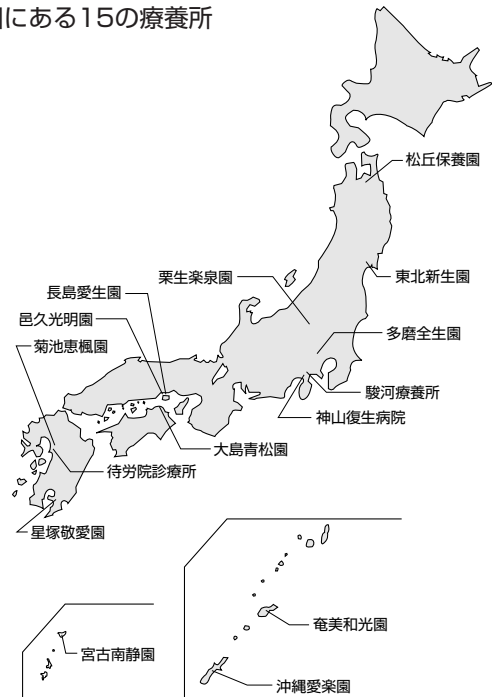 にある15の療養所
松丘保養園
東北新生園
栗生楽泉園
長島愛生園
邑久光明園
多磨全生園
菊池恵楓園
駿河療養所
神山復生病院
大島青松園
待労院診療所
星塚敬愛園
奄美和光園
宮古南静園
沖縄愛楽園